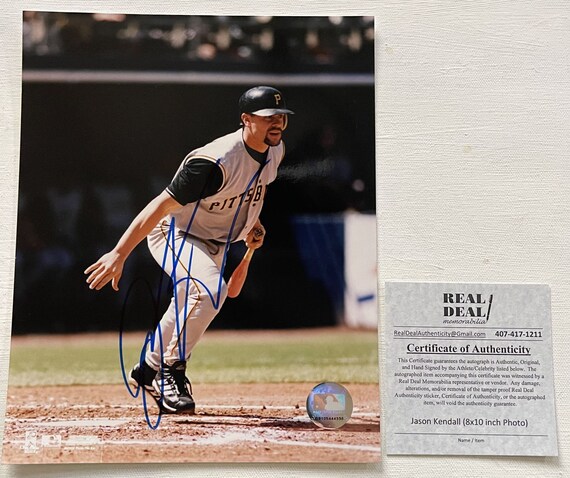 P
PITTSB
REAL
DEAL!
memorabilia
RealDealAuthenticity@Gmail.com 407-417-1211
Certificate of Authenticity
This Certificate guarantees the autograph is Authentic, Original,
and Hand Signed by the Athlete/Celebrity listed below. The
autographed item accompanying this certificate was witnessed by a
Real Deal Memorabilia representative or vendor. Any damage,
alterations, and/or removal of the tamper proof Real Deal
Authenticity sticker, Certificate of Authenticity, or the autographed
item, will void the authenticity guarantee.
Jason Kendall (8x10 inch Photo)
Name / Item